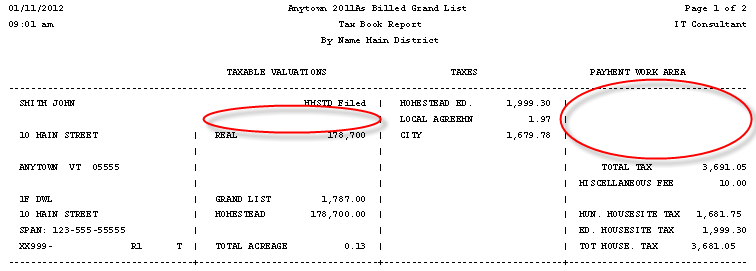 01/11/2012 Anytown 2011As Billed Grand List Page 1 of 2
09:01 am Tax Book Report IT Consultant
By Name Main District
TAXABLE VALUATIONS TAXES PAYMENT WORK AREA
SMITH JOHN HMSTD Filed | HOMESTEAD ED. 1,999.30 |
| LOCAL AGREEMN 1.97 |
10 MAIN STREET | REAL 178,700 | CITY 1,679.78 |
ANYTOWN VT 05555 | | | TOTAL TAX 3,691.05
| | | MISCELLANEOUS FEE 10.00
1F DWL | GRAND LIST 1,787.00 | |
10 MAIN STREET | HOMESTEAD 178,700.00 | | MUN. HOUSESITE TAX 1,681.75
SPAN: 123-555-55555 | | | ED. HOUSESITE TAX 1,999.30
XX999- R1 T | TOTAL ACREAGE 0.13 | | TOT HOUSE. TAX 3,681.05